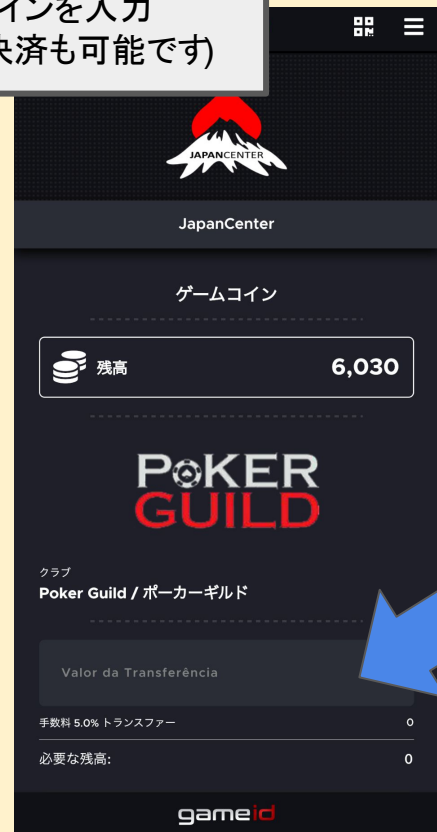 インを入力
決済も可能です)
JAPANCENTER
JapanCenter
ゲームコイン
残高 6,030
POKER
GUILD
クラブ
Poker Guild / ポーカーギルド
Valor da Transferência
手数料 5.0% トランスファー 0
必要な残高: 0
gameid